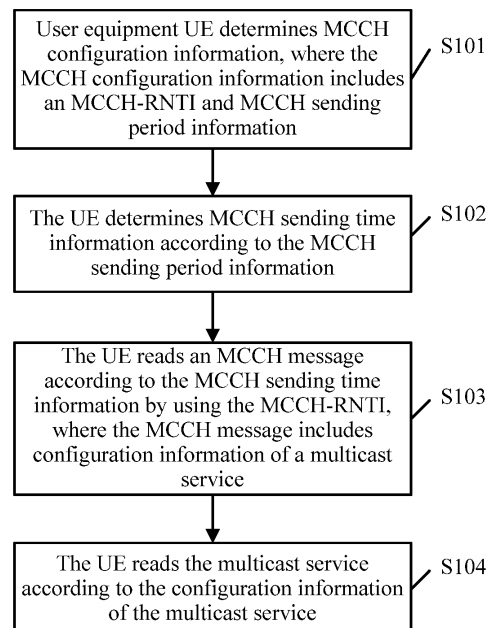 User equipment UE determines MCCH
configuration information, where the
MCCH configuration information includes
an MCCH-RNTI and MCCH sending
period information
S101
The UE determines MCCH sending time
information according to the MCCH
sending period information
S102
The UE reads an MCCH message
according to the MCCH sending time
information by using the MCCH-RNTI,
where the MCCH message includes
configuration information of a multicast
service
S103
The UE reads the multicast service
according to the configuration information
of the multicast service
S104